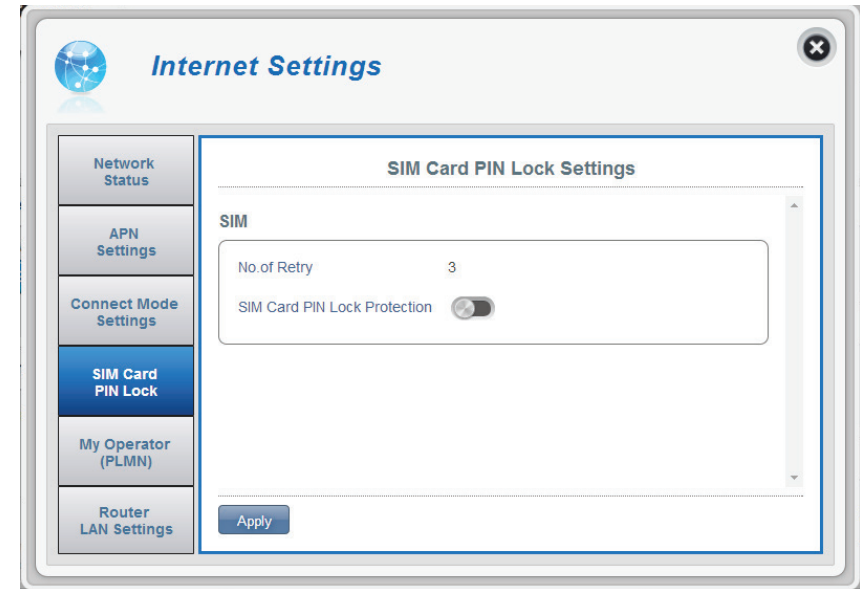 Internet Settings
Network
Status
APN
Settings
Connect Mode
Settings
SIM Card
PIN Lock
My Operator
(PLMN)
Router
LAN Settings
SIM Card PIN Lock Settings
SIM
No.of Retry 3
SIM Card PIN Lock Protection
Apply